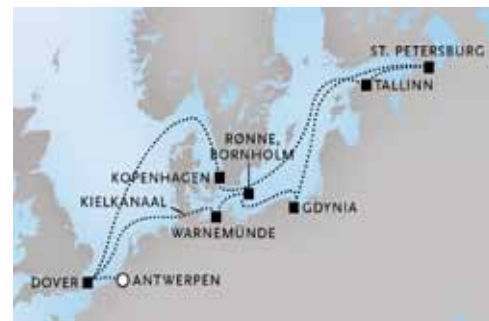 ST. PETERSBURG
TALLINN
RØNNE,
BORNHOLM
KOPENHAGEN
KIELKANAAL
GDYNIA
WARNEMÜNDE
DOVER
ANTWERPEN